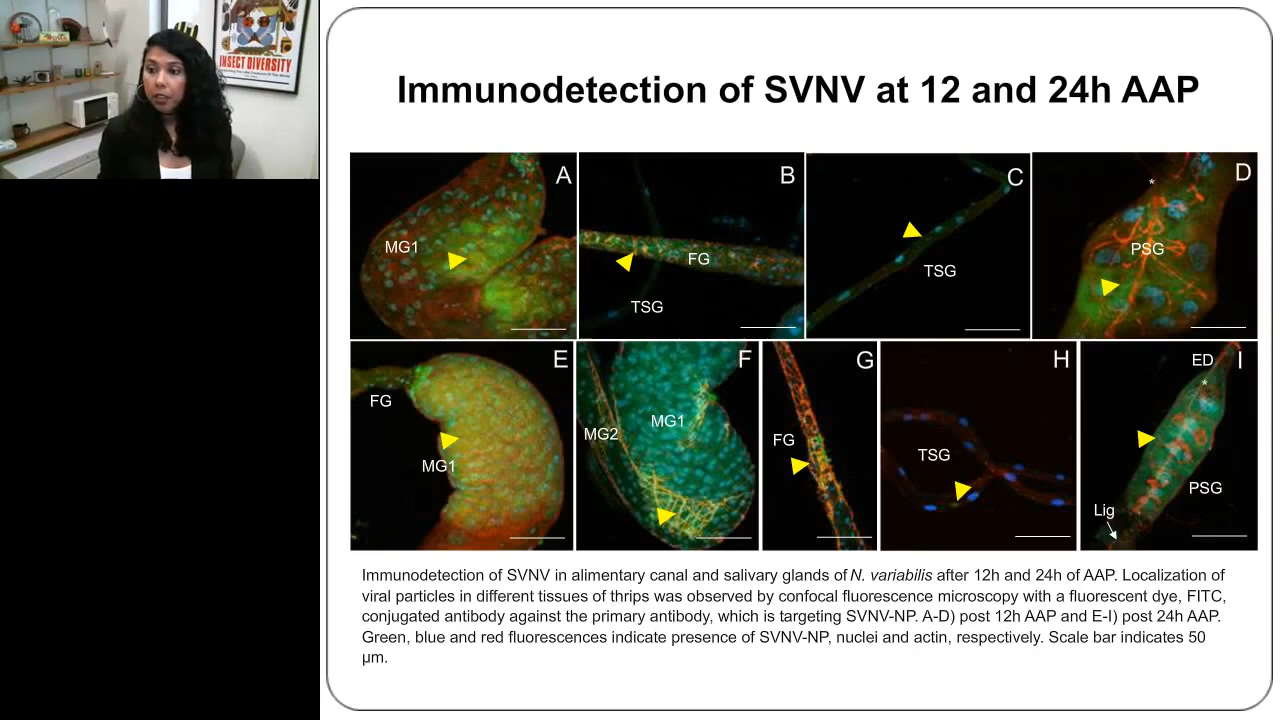 INSECT DIVERSITY
Immunodetection of SVNV at 12 and 24h AAP
A
MG1
B
FG
TSG
C
TSG
D
*
PSG
E
FG
MG1
F
MG1
MG2
G
FG
H
TSG
I
ED
*
PSG
Lig
Immunodetection of SVNV in alimentary canal and salivary glands of N. variabilis after 12h and 24h of AAP. Localization of
viral particles in different tissues of thrips was observed by confocal fluorescence microscopy with a fluorescent dye, FITC,
conjugated antibody against the primary antibody, which is targeting SVNV-NP. A-D) post 12h AAP and E-I) post 24h AAP.
Green, blue and red fluorescences indicate presence of SVNV-NP, nuclei and actin, respectively. Scale bar indicates 50
µm.